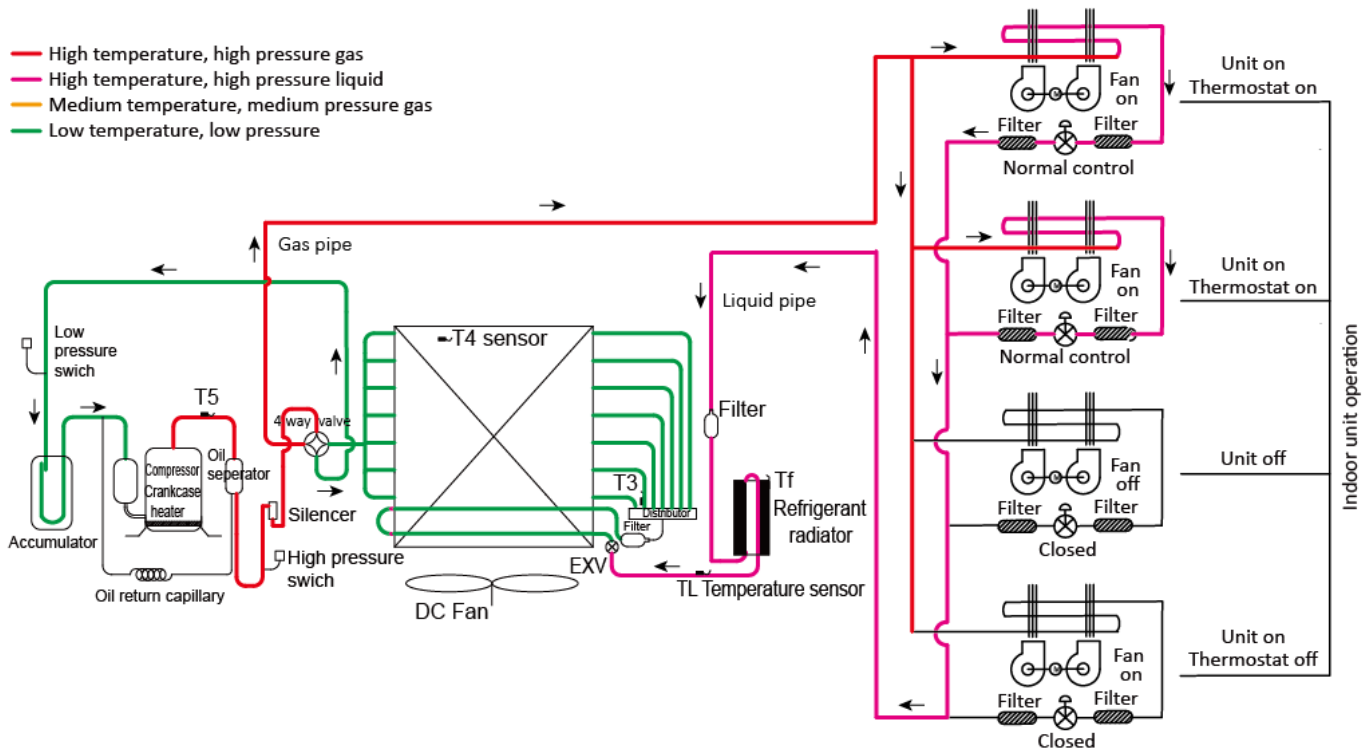 High temperature, high pressure gas
High temperature, high pressure liquid
Medium temperature, medium pressure gas
Low temperature, low pressure
Gas pipe
Low
pressure
swich
T5
4 way valve
Compressor
Crankcase
heater
Oil
seperator
Accumulator
Oil return capillary
Silencer
High pressure
swich
T4 sensor
DC Fan
T3
Distributor
Filter
EXV
TL Temperature sensor
Liquid pipe
Filter
Tf
Refrigerant
radiator
Fan
on
M
Filter
Filter
Normal control
Unit on
Thermostat on
Fan
on
M
Filter
Filter
Normal control
Unit on
Thermostat on
Fan
off
M
Filter
Filter
Closed
Unit off
Fan
on
M
Filter
Filter
Closed
Unit on
Thermostat off
Indoor unit operation